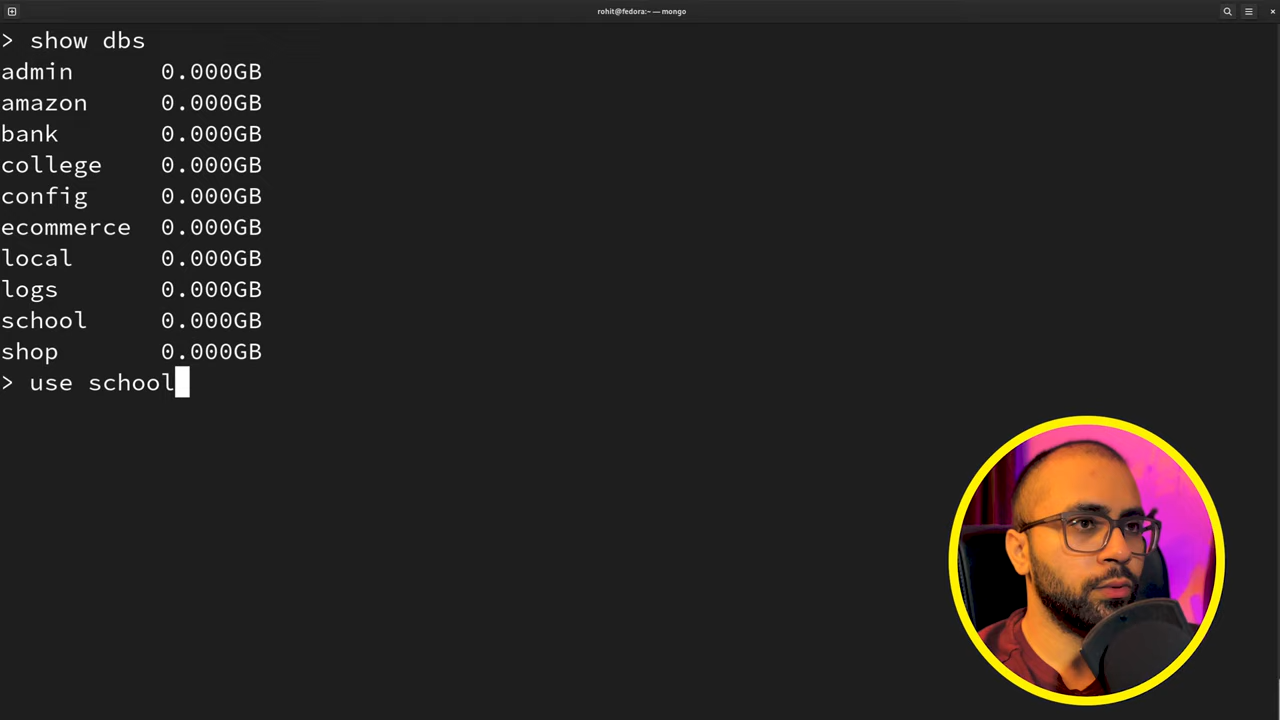 rohit@fedora:~ — mongo
> show dbs
admin 0.000GB
amazon 0.000GB
bank 0.000GB
college 0.000GB
config 0.000GB
ecommerce 0.000GB
local 0.000GB
logs 0.000GB
school 0.000GB
shop 0.000GB
> use school